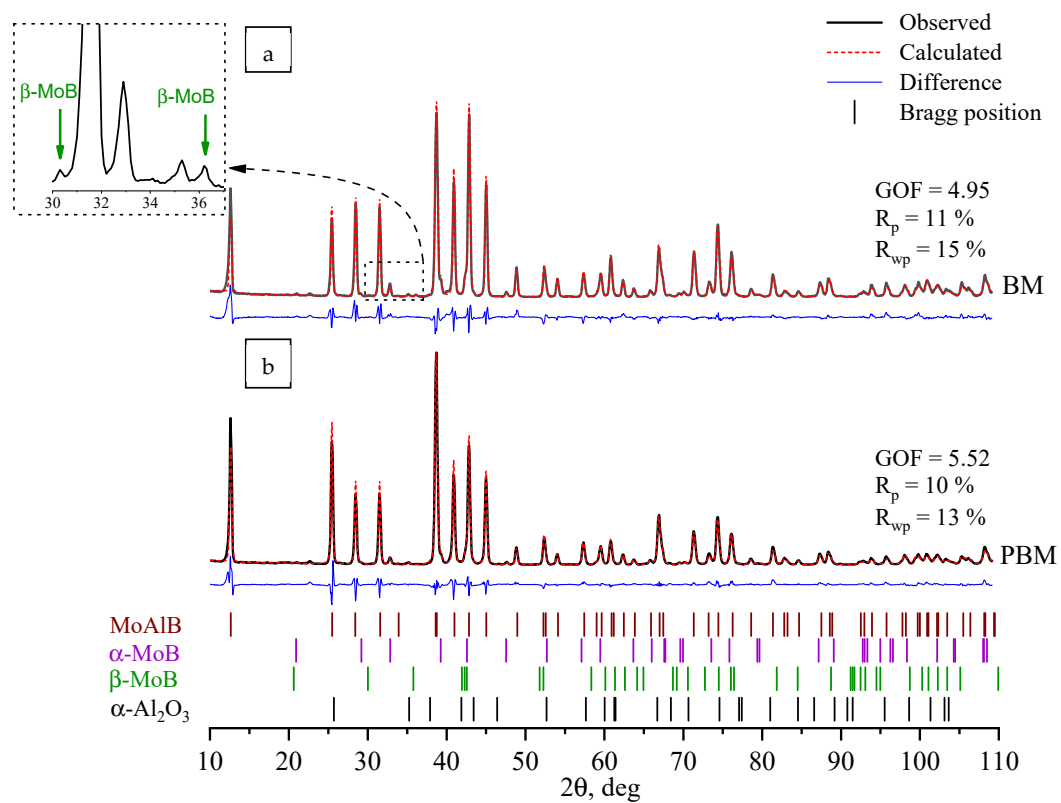 a
β-MoB
β-MoB
30 32 34 36
Observed
Calculated
Difference
Bragg position
GOF = 4.95
Rₚ = 11 %
R_wp = 15 %
BM
b
GOF = 5.52
Rₚ = 10 %
R_wp = 13 %
PBM
MoAlB
α-MoB
β-MoB
α-Al₂O₃
10 20 30 40 50 60 70 80 90 100 110
2θ, deg